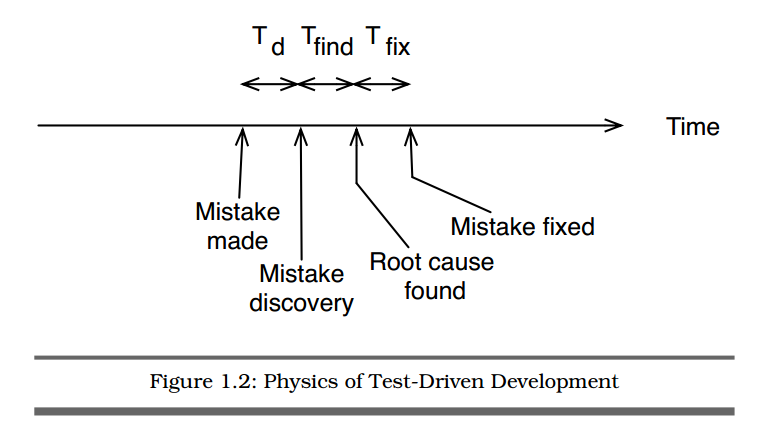 Td Tfind Tfix
Time
Mistake
made
Mistake
discovery
Root cause
found
Mistake fixed
Figure 1.2: Physics of Test-Driven Development